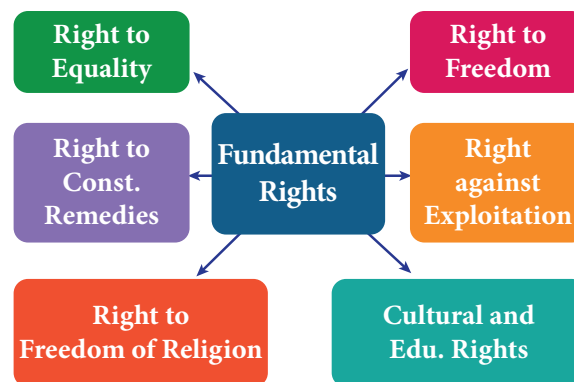 Right to
Equality
Right to
Freedom
Fundamental
Rights
Right to
Const.
Remedies
Right
against
Exploitation
Right to
Freedom of Religion
Cultural and
Edu. Rights